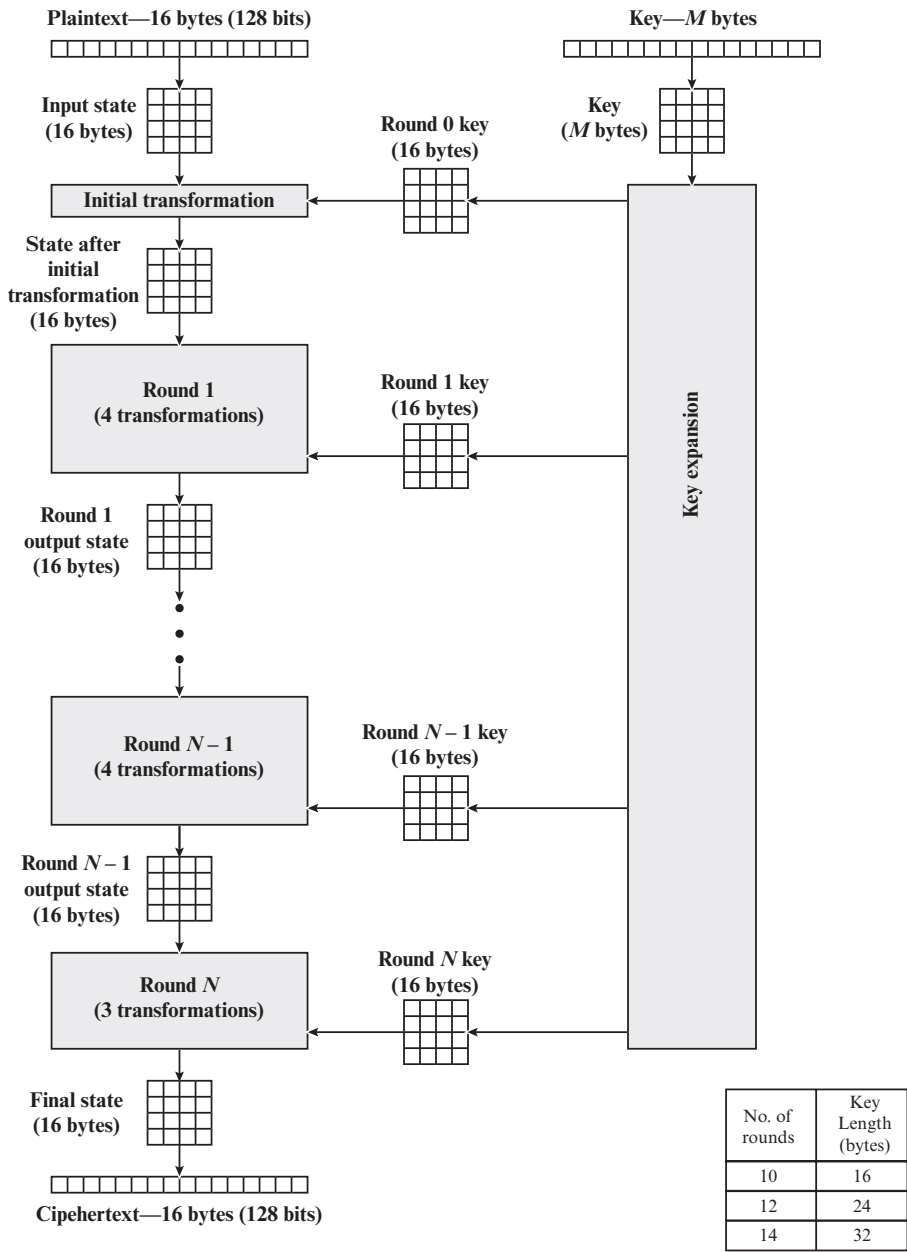 Plaintext—16 bytes (128 bits)
Key—M bytes
Input state
(16 bytes)
Key
(M bytes)
Round 0 key
(16 bytes)
Initial transformation
State after
initial
transformation
(16 bytes)
Round 1
(4 transformations)
Round 1 key
(16 bytes)
Key expansion
Round 1
output state
(16 bytes)
Round N – 1
(4 transformations)
Round N – 1 key
(16 bytes)
Round N – 1
output state
(16 bytes)
Round N
(3 transformations)
Round N key
(16 bytes)
Final state
(16 bytes)
Cipehertext—16 bytes (128 bits)
No. of
rounds
Key
Length
(bytes)
10 16
12 24
14 32